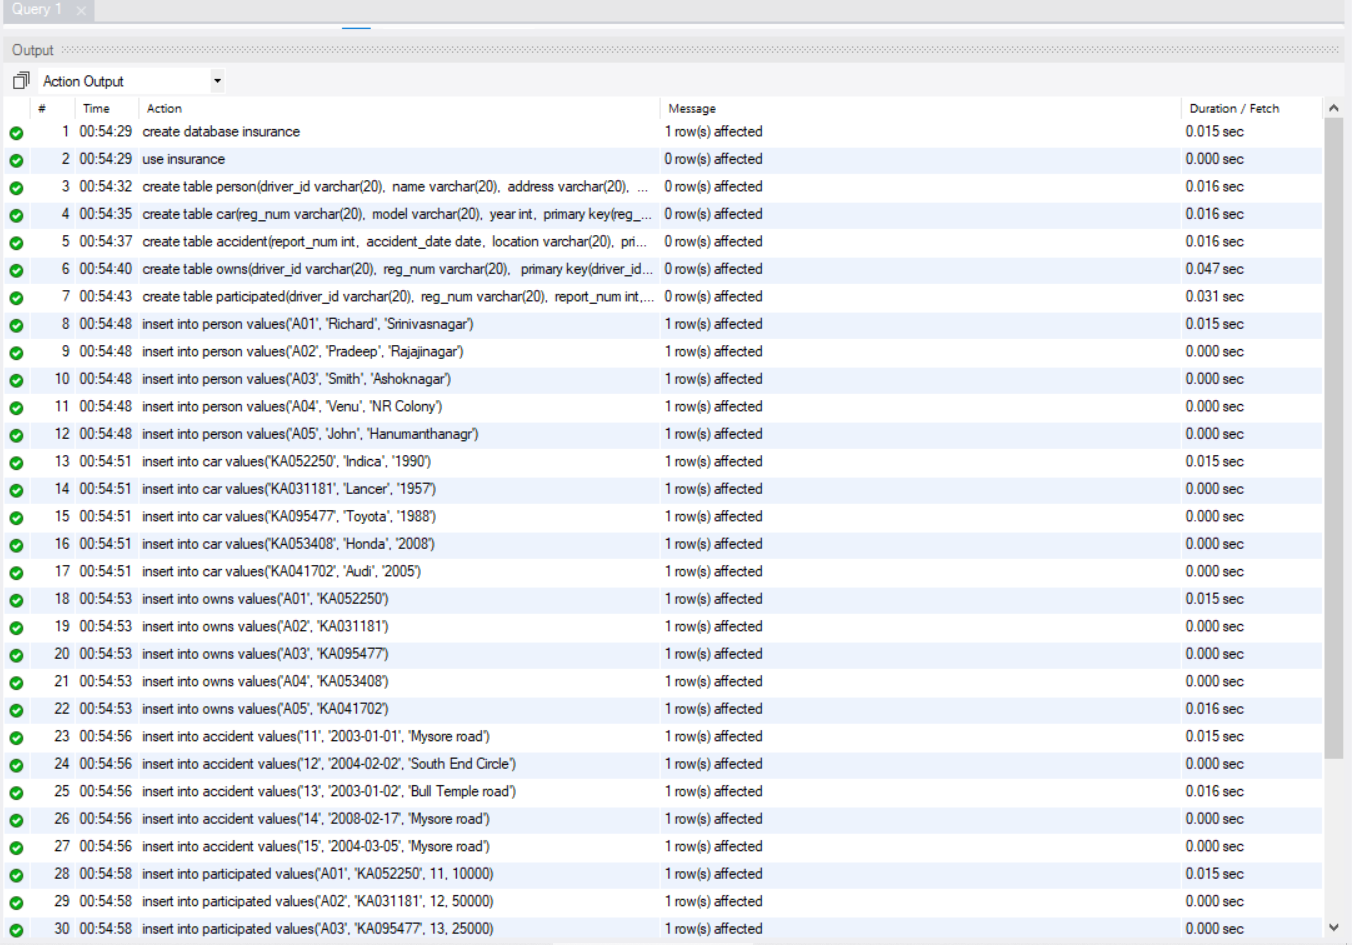 Query 1 ×
Output
Action Output
# Time Action Message Duration / Fetch
1 00:54:29 create database insurance 1 row(s) affected 0.015 sec
2 00:54:29 use insurance 0 row(s) affected 0.000 sec
3 00:54:32 create table person(driver_id varchar(20), name varchar(20), address varchar(20), ... 0 row(s) affected 0.016 sec
4 00:54:35 create table car(reg_num varchar(20), model varchar(20), year int, primary key(reg_... 0 row(s) affected 0.016 sec
5 00:54:37 create table accident(report_num int, accident_date date, location varchar(20), pri... 0 row(s) affected 0.016 sec
6 00:54:40 create table owns(driver_id varchar(20), reg_num varchar(20), primary key(driver_id... 0 row(s) affected 0.047 sec
7 00:54:43 create table participated(driver_id varchar(20), reg_num varchar(20), report_num int,... 0 row(s) affected 0.031 sec
8 00:54:48 insert into person values('A01', 'Richard', 'Srinivasnagar') 1 row(s) affected 0.015 sec
9 00:54:48 insert into person values('A02', 'Pradeep', 'Rajajinagar') 1 row(s) affected 0.000 sec
10 00:54:48 insert into person values('A03', 'Smith', 'Ashoknagar') 1 row(s) affected 0.000 sec
11 00:54:48 insert into person values('A04', 'Venu', 'NR Colony') 1 row(s) affected 0.000 sec
12 00:54:48 insert into person values('A05', 'John', 'Hanumanthanagr') 1 row(s) affected 0.000 sec
13 00:54:51 insert into car values('KA052250', 'Indica', '1990') 1 row(s) affected 0.015 sec
14 00:54:51 insert into car values('KA031181', 'Lancer', '1957') 1 row(s) affected 0.000 sec
15 00:54:51 insert into car values('KA095477', 'Toyota', '1988') 1 row(s) affected 0.000 sec
16 00:54:51 insert into car values('KA053408', 'Honda', '2008') 1 row(s) affected 0.000 sec
17 00:54:51 insert into car values('KA041702', 'Audi', '2005') 1 row(s) affected 0.000 sec
18 00:54:53 insert into owns values('A01', 'KA052250') 1 row(s) affected 0.015 sec
19 00:54:53 insert into owns values('A02', 'KA031181') 1 row(s) affected 0.000 sec
20 00:54:53 insert into owns values('A03', 'KA095477') 1 row(s) affected 0.000 sec
21 00:54:53 insert into owns values('A04', 'KA053408') 1 row(s) affected 0.000 sec
22 00:54:53 insert into owns values('A05', 'KA041702') 1 row(s) affected 0.016 sec
23 00:54:56 insert into accident values('11', '2003-01-01', 'Mysore road') 1 row(s) affected 0.015 sec
24 00:54:56 insert into accident values('12', '2004-02-02', 'South End Circle') 1 row(s) affected 0.000 sec
25 00:54:56 insert into accident values('13', '2003-01-02', 'Bull Temple road') 1 row(s) affected 0.016 sec
26 00:54:56 insert into accident values('14', '2008-02-17', 'Mysore road') 1 row(s) affected 0.000 sec
27 00:54:56 insert into accident values('15', '2004-03-05', 'Mysore road') 1 row(s) affected 0.000 sec
28 00:54:58 insert into participated values('A01', 'KA052250', 11, 10000) 1 row(s) affected 0.015 sec
29 00:54:58 insert into participated values('A02', 'KA031181', 12, 50000) 1 row(s) affected 0.000 sec
30 00:54:58 insert into participated values('A03', 'KA095477', 13, 25000) 1 row(s) affected 0.000 sec